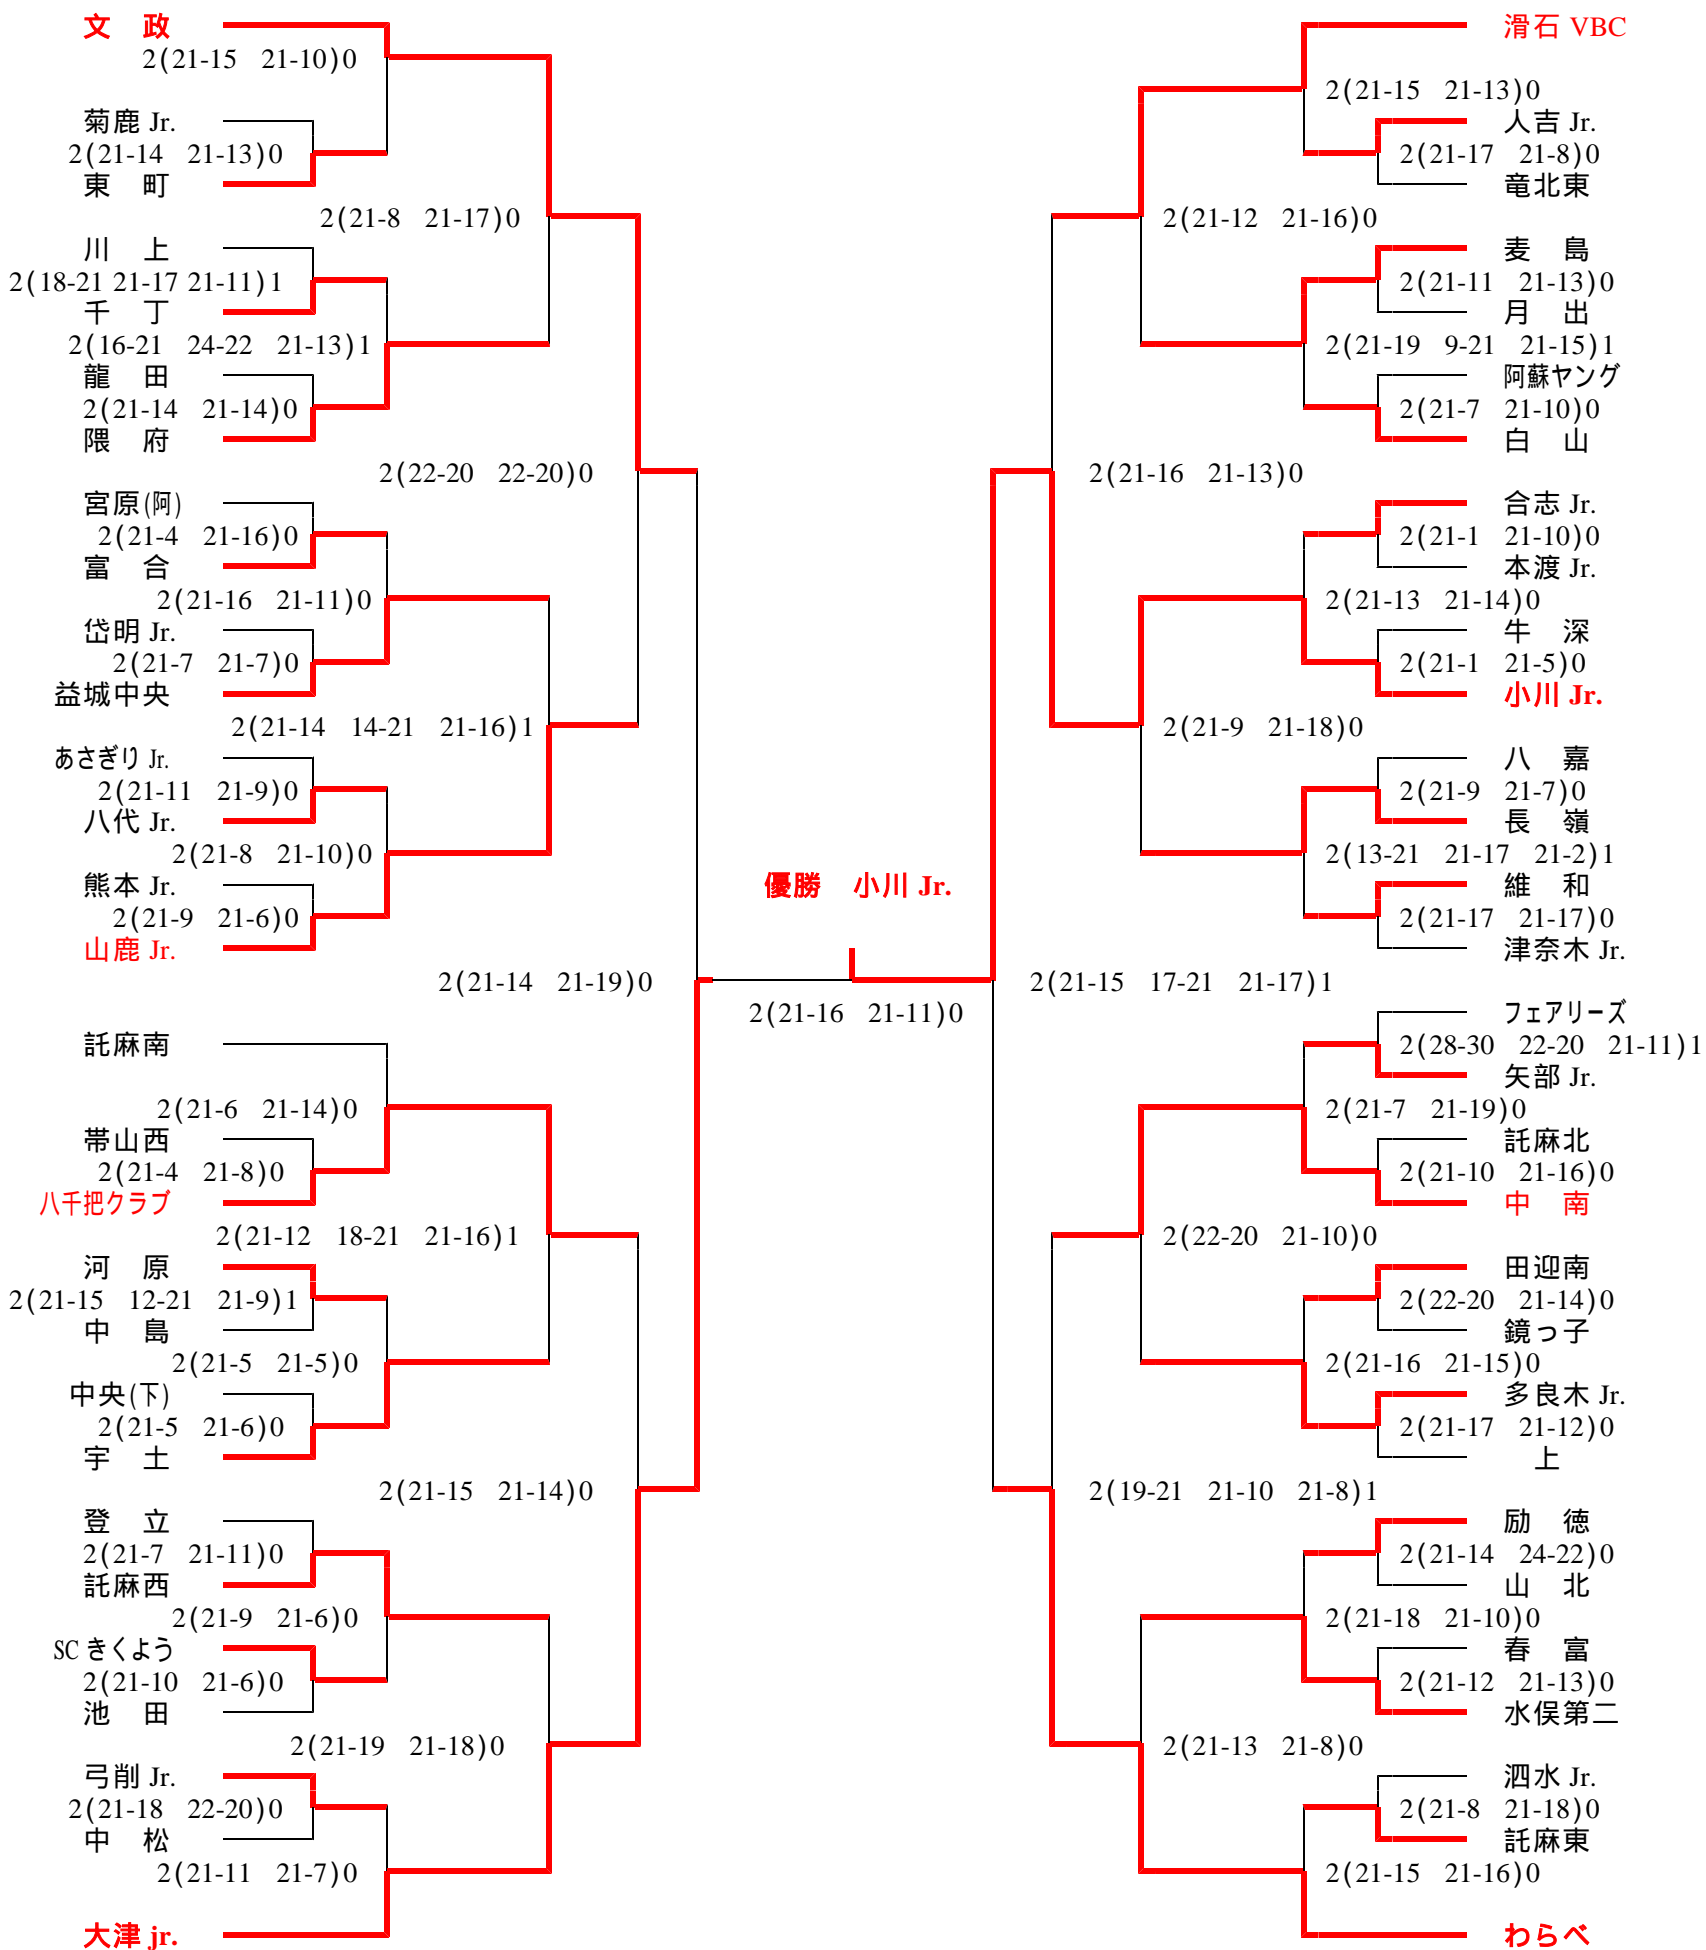 文　政
2(21-15　21-10)0
菊鹿 Jr.
2(21-14　21-13)0
東　町
2(21-8　21-17)0
川　上
2(18-21 21-17 21-11)1
千　丁
2(16-21　24-22　21-13)1
龍　田
2(21-14　21-14)0
隈　府
2(22-20　22-20)0
宮原(阿)
2(21-4　21-16)0
富　合
2(21-16　21-11)0
岱明 Jr.
2(21-7　21-7)0
益城中央
2(21-14　14-21　21-16)1
あさぎり Jr.
2(21-11　21-9)0
八代 Jr.
2(21-8　21-10)0
熊本 Jr.
2(21-9　21-6)0
山鹿 Jr.
2(21-14　21-19)0
託麻南
2(21-6　21-14)0
帯山西
2(21-4　21-8)0
八千把クラブ
2(21-12　18-21　21-16)1
河　原
2(21-15　12-21　21-9)1
中　島
2(21-5　21-5)0
中央(下)
2(21-5　21-6)0
宇　土
2(21-15　21-14)0
登　立
2(21-7　21-11)0
託麻西
2(21-9　21-6)0
SC きくよう
2(21-10　21-6)0
池　田
2(21-19　21-18)0
弓削 Jr.
2(21-18　22-20)0
中　松
2(21-11　21-7)0
大津 jr.
優勝　小川 Jr.
2(21-16　21-11)0
滑石 VBC
2(21-15　21-13)0
人吉 Jr.
2(21-17　21-8)0
竜北東
2(21-12　21-16)0
麦　島
2(21-11　21-13)0
月　出
2(21-19　9-21　21-15)1
阿蘇ヤング
2(21-7　21-10)0
白　山
2(21-16　21-13)0
合志 Jr.
2(21-1　21-10)0
本渡 Jr.
2(21-13　21-14)0
牛　深
2(21-1　21-5)0
小川 Jr.
2(21-9　21-18)0
八　嘉
2(21-9　21-7)0
長　嶺
2(13-21　21-17　21-2)1
維　和
2(21-17　21-17)0
津奈木 Jr.
2(21-15　17-21　21-17)1
フェアリーズ
2(28-30　22-20　21-11)1
矢部 Jr.
2(21-7　21-19)0
託麻北
2(21-10　21-16)0
中　南
2(22-20　21-10)0
田迎南
2(22-20　21-14)0
鏡っ子
2(21-16　21-15)0
多良木 Jr.
2(21-17　21-12)0
上
2(19-21　21-10　21-8)1
励　徳
2(21-14　24-22)0
山　北
2(21-18　21-10)0
春　富
2(21-12　21-13)0
水俣第二
2(21-13　21-8)0
泗水 Jr.
2(21-8　21-18)0
託麻東
2(21-15　21-16)0
わらべ